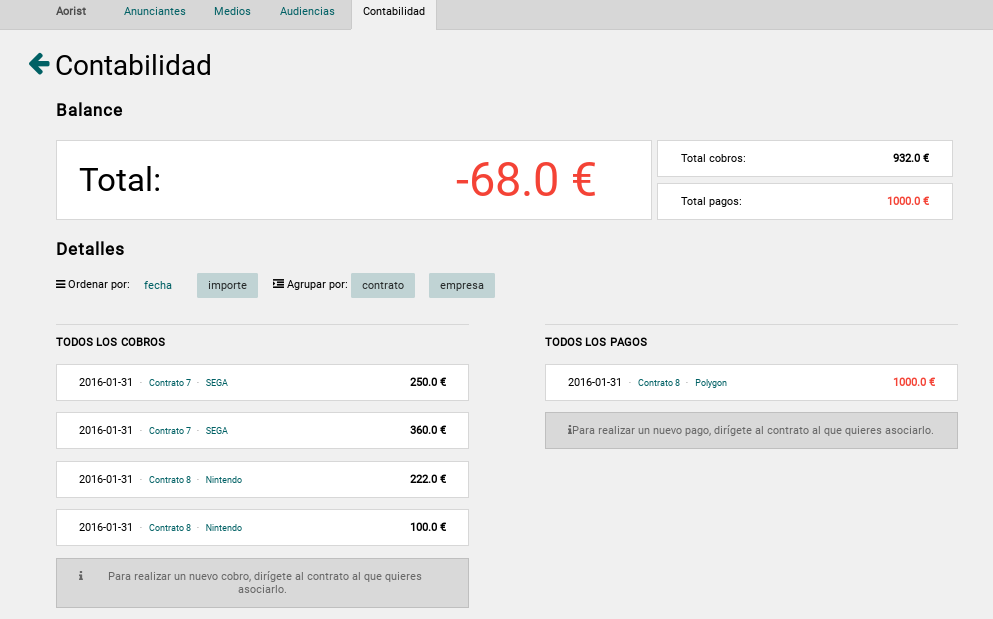 Aorist Anunciantes Medios Audiencias Contabilidad
Contabilidad
Balance
Total: -68.0 €
Total cobros: 932.0 €
Total pagos: 1000.0 €
Detalles
Ordenar por: fecha importe Agrupar por: contrato empresa
TODOS LOS COBROS
2016-01-31 · Contrato 7 · SEGA 250.0 €
2016-01-31 · Contrato 7 · SEGA 360.0 €
2016-01-31 · Contrato 8 · Nintendo 222.0 €
2016-01-31 · Contrato 8 · Nintendo 100.0 €
Para realizar un nuevo cobro, dirígete al contrato al que quieres
asociarlo.
TODOS LOS PAGOS
2016-01-31 · Contrato 8 · Polygon 1000.0 €
Para realizar un nuevo pago, dirígete al contrato al que quieres asociarlo.